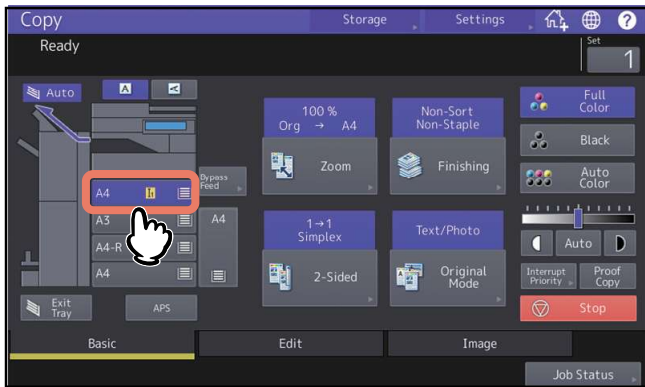 Copy
Storage
Settings
Ready
Set
1
Auto
A
100 %
Org → A4
Zoom
Non-Sort
Non-Staple
Finishing
Full
Color
Black
Auto
Color
Bypass
Feed
A4
A3
A4-R
A4
A4
1→1
Simplex
2-Sided
Text/Photo
Original
Mode
Auto
Interrupt
Priority
Proof
Copy
Stop
Exit
Tray
APS
Basic
Edit
Image
Job Status